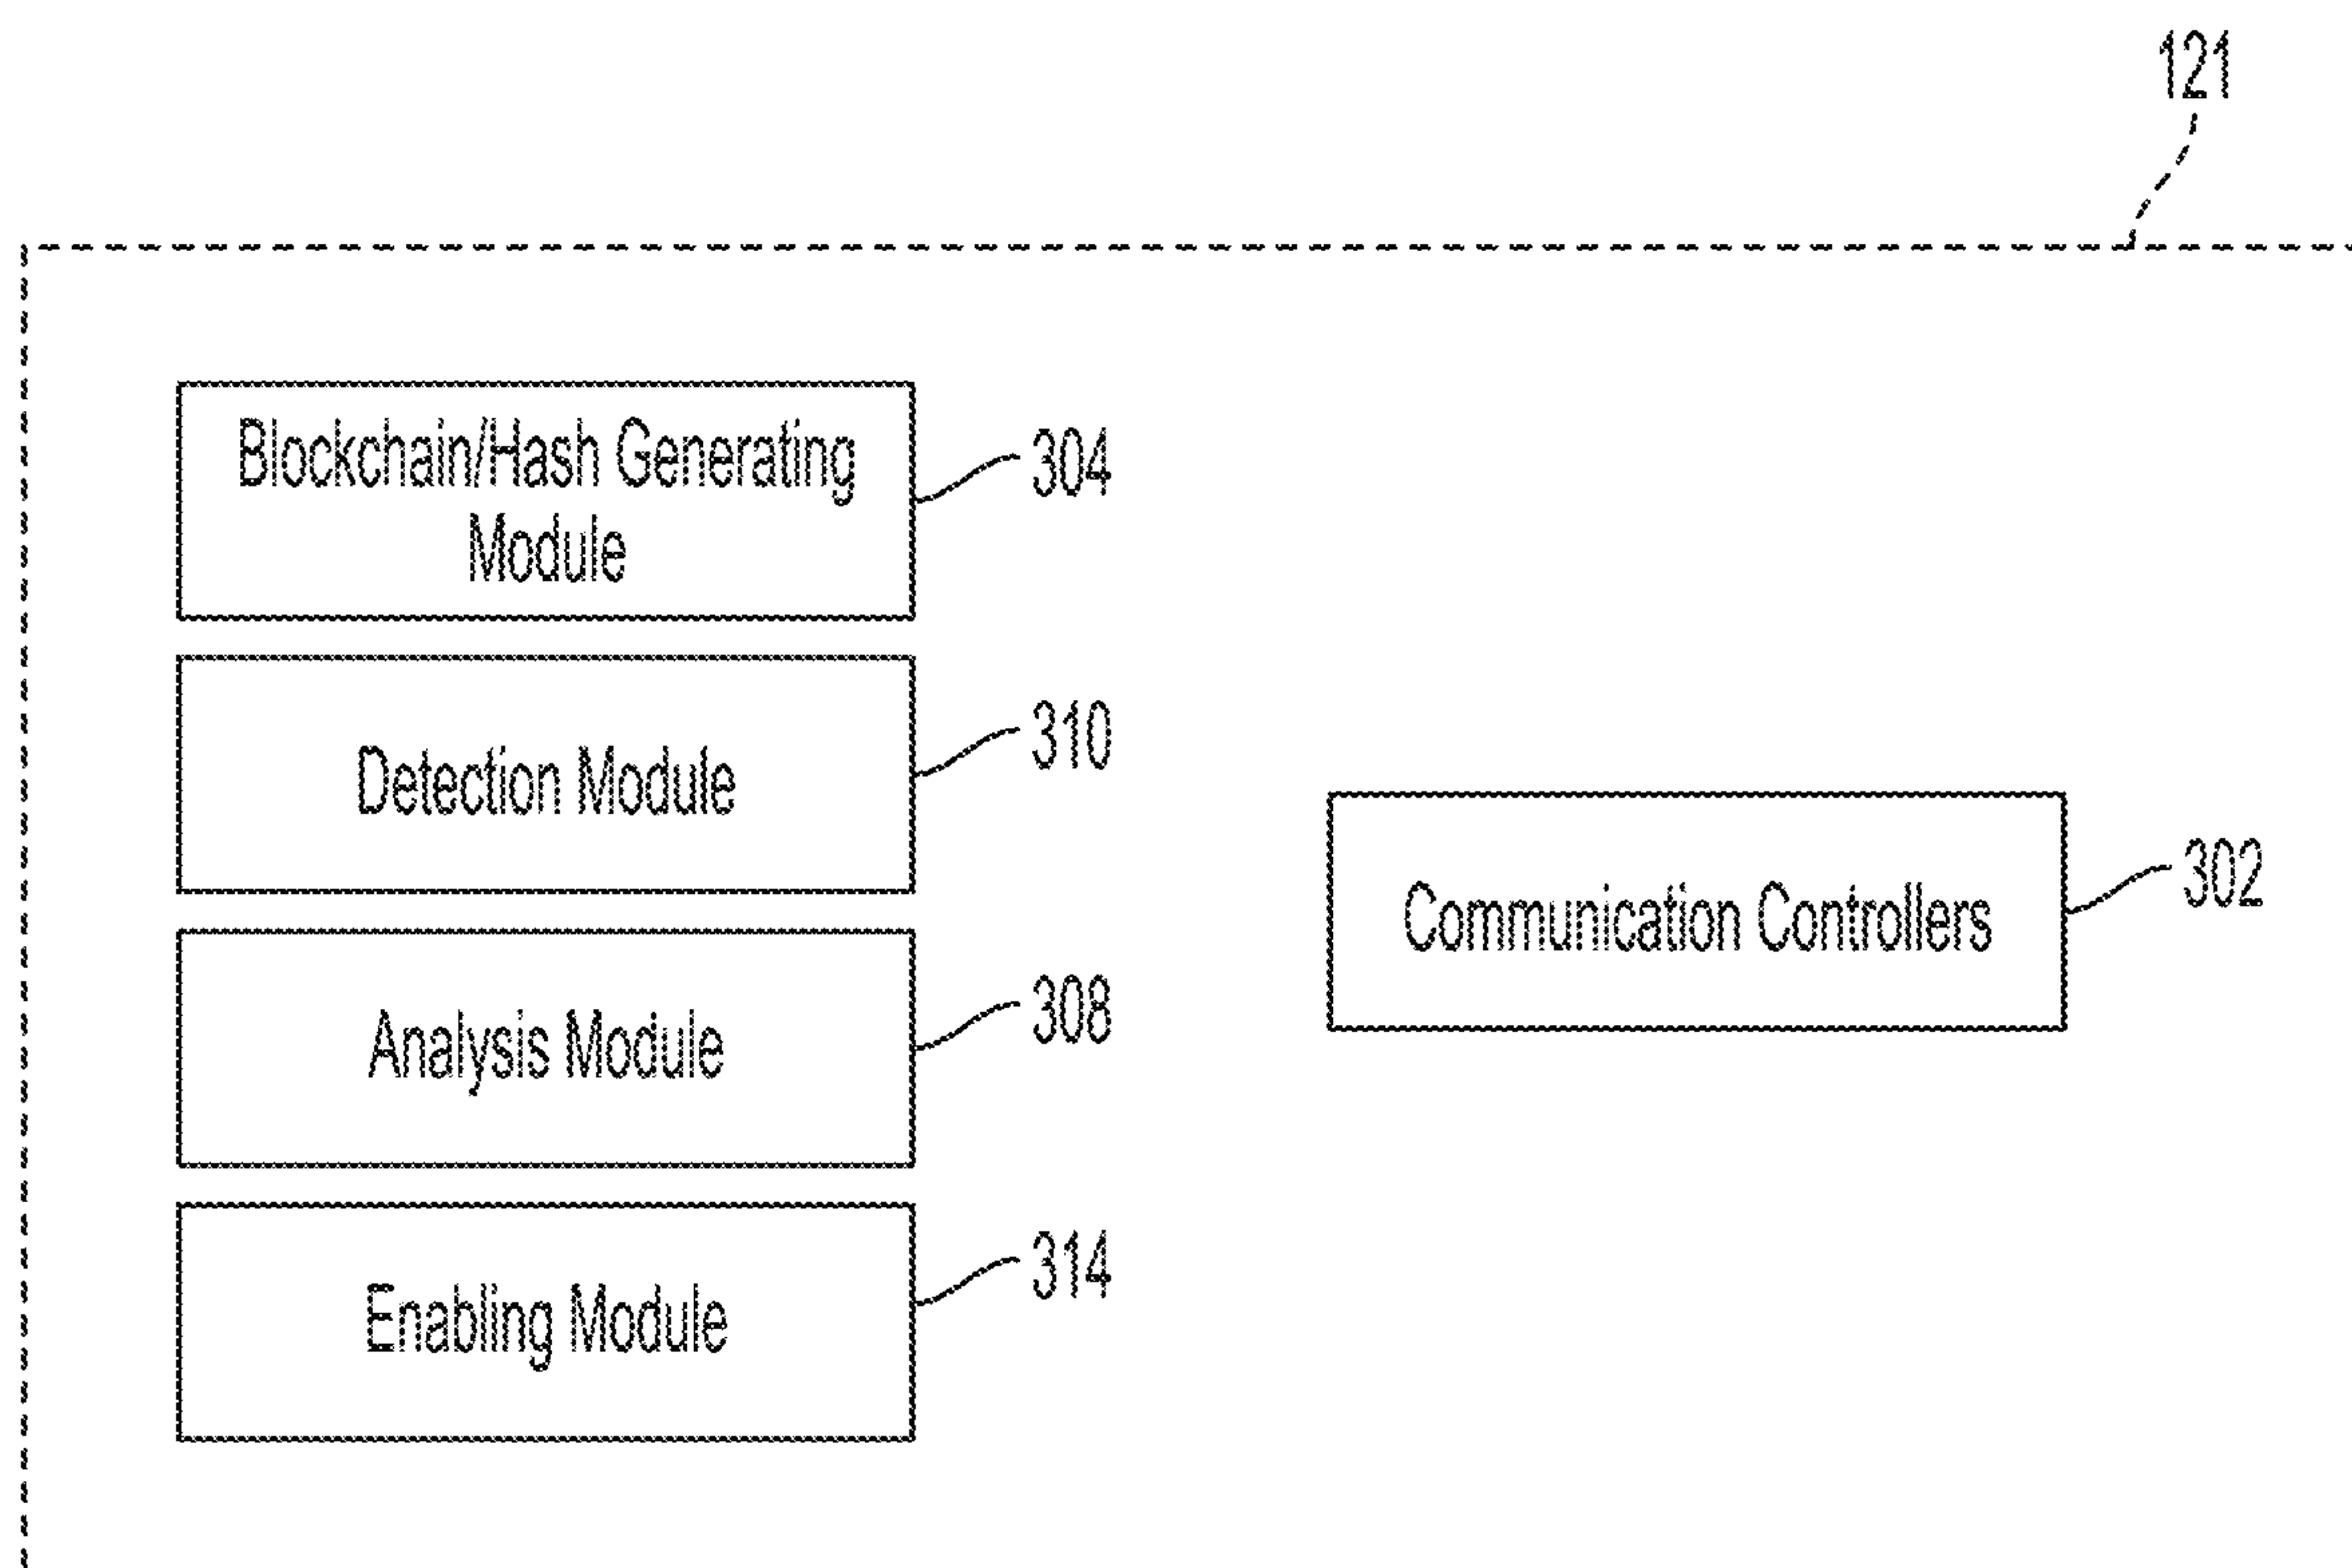 121
Blockchain/Hash Generating
Module
304
Detection Module
310
Communication Controllers
302
Analysis Module
308
Enabling Module
314